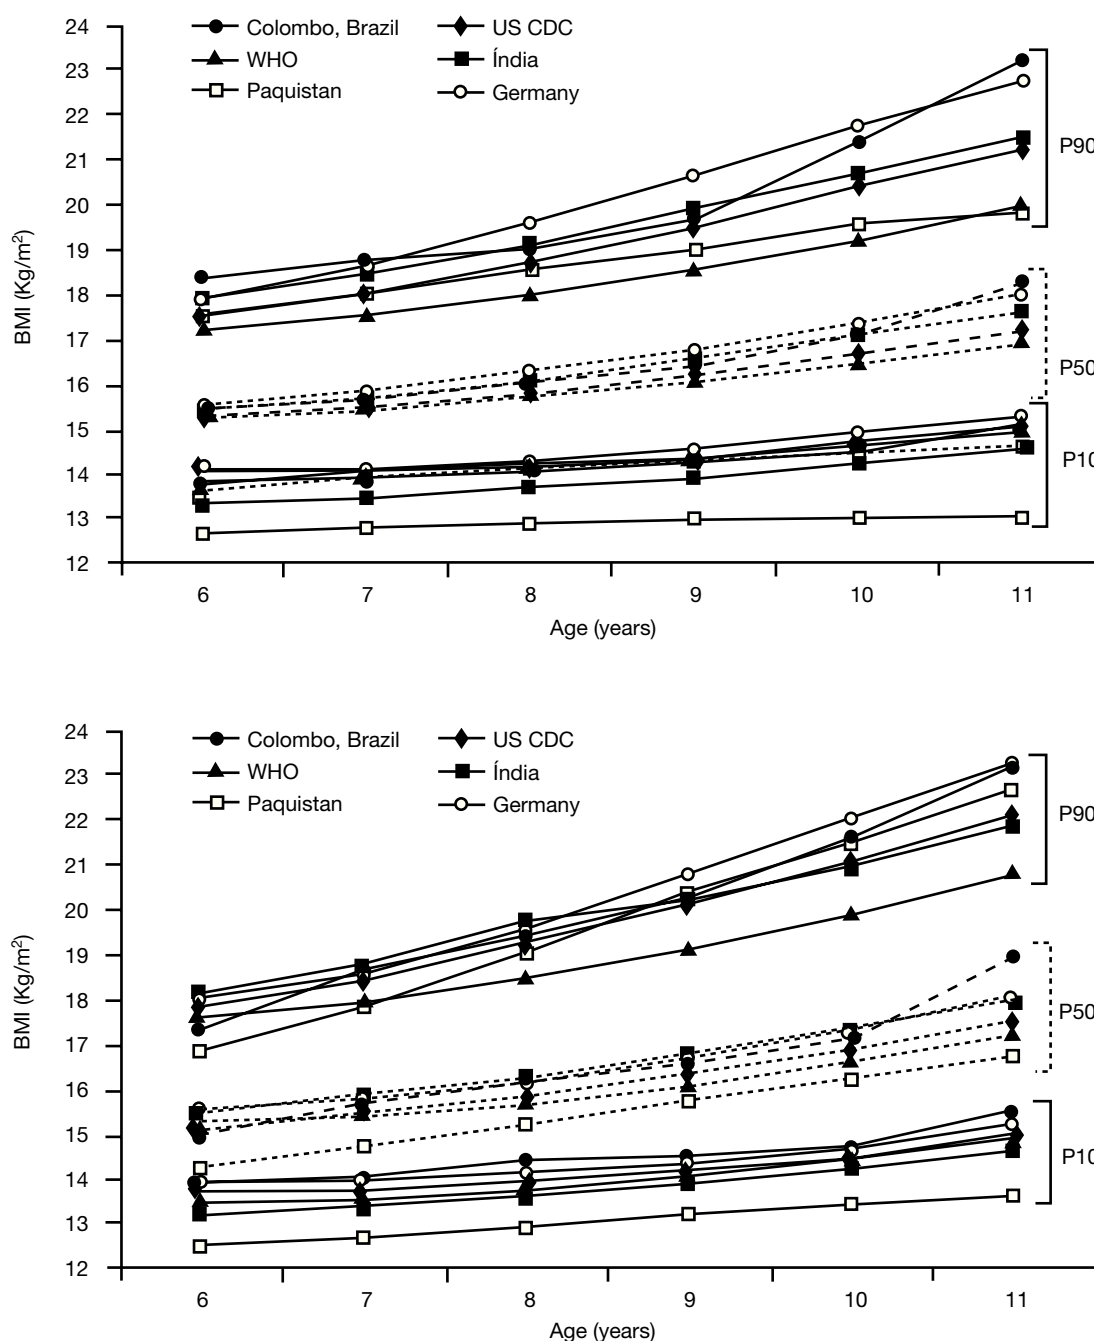 24
23
22
21
20
19
18
17
16
15
14
13
12
BMI (Kg/m²)
Colombo, Brazil
US CDC
WHO
Índia
Paquistan
Germany
P90
P50
P10
6 7 8 9 10 11
Age (years)
24
23
22
21
20
19
18
17
16
15
14
13
12
BMI (Kg/m²)
Colombo, Brazil
US CDC
WHO
Índia
Paquistan
Germany
P90
P50
P10
6 7 8 9 10 11
Age (years)